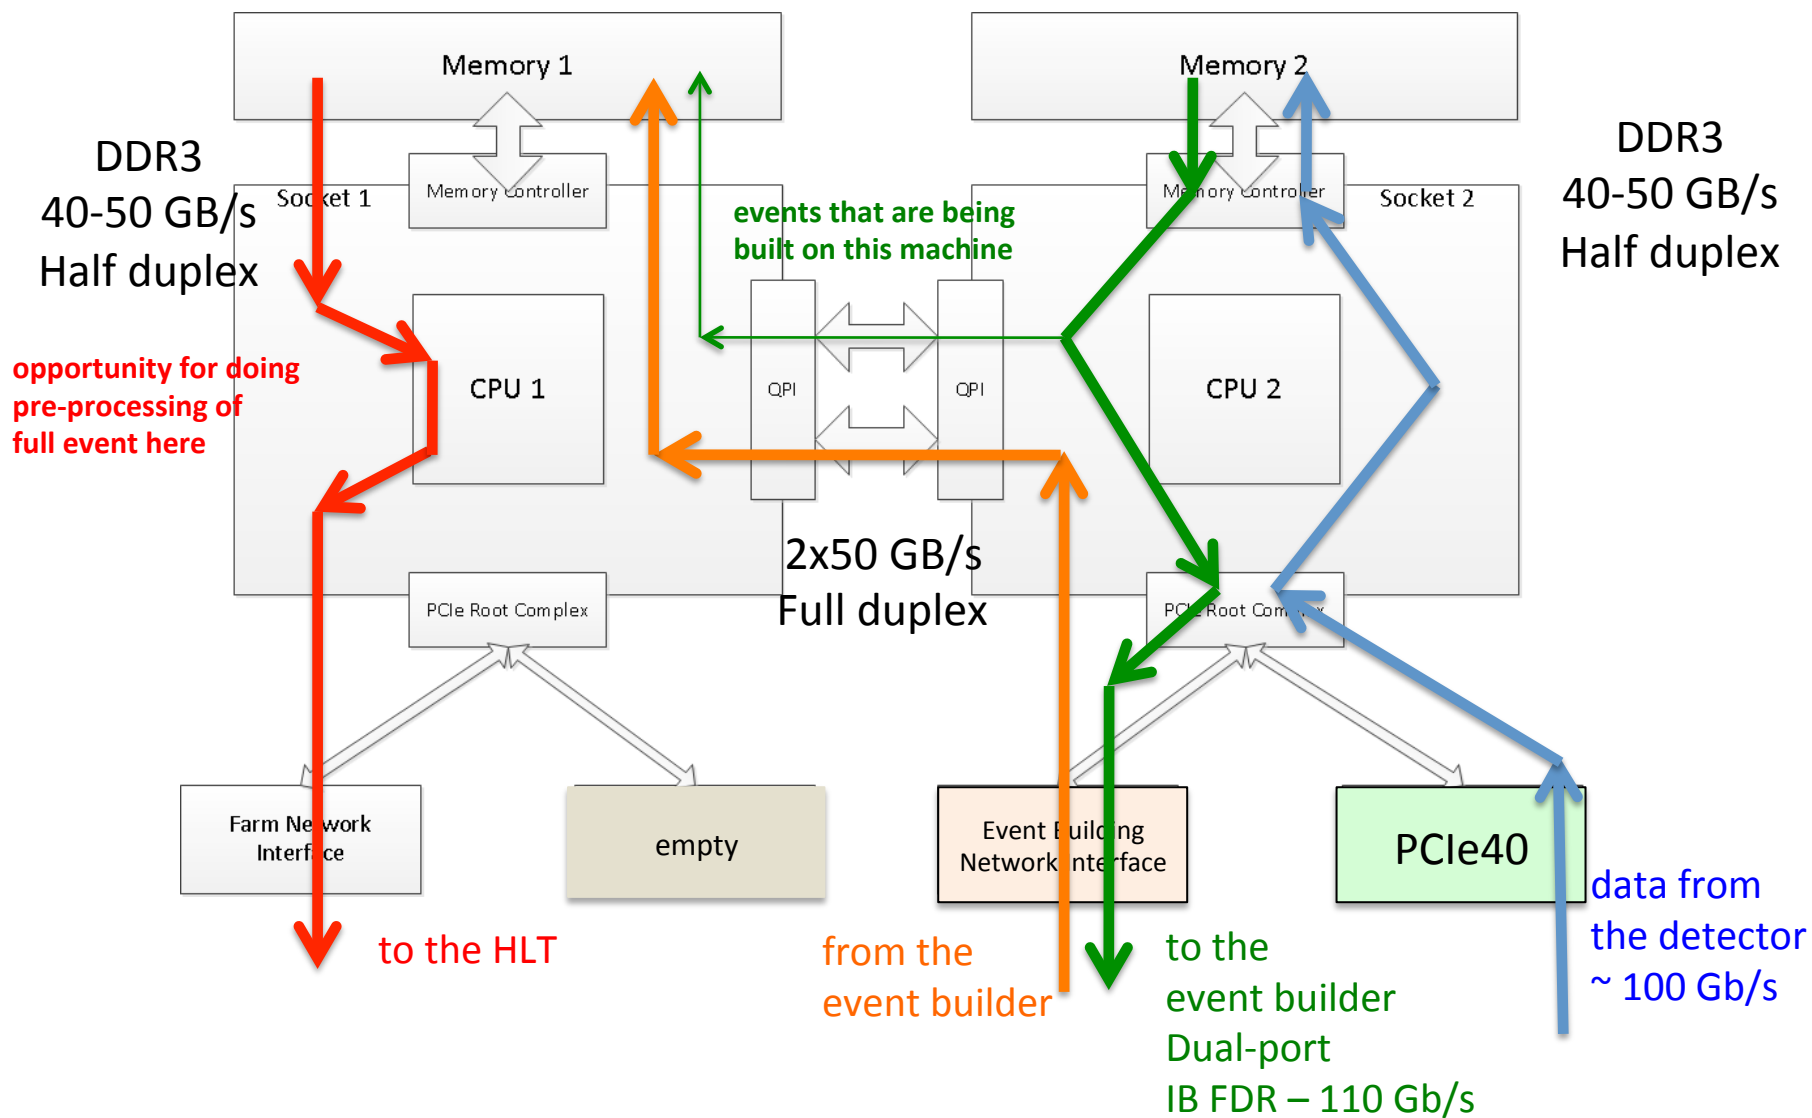 Memory 1
Memory 2
DDR3
40-50 GB/s
Half duplex
Socket 1
Memory Controller
events that are being
built on this machine
Memory Controller
Socket 2
DDR3
40-50 GB/s
Half duplex
opportunity for doing
pre-processing of
full event here
CPU 1
QPI
QPI
CPU 2
2x50 GB/s
Full duplex
PCIe Root Complex
PCIe Root Complex
Farm Network
Interface
empty
Event Building
Network Interface
PCIe40
data from
the detector
~ 100 Gb/s
to the HLT
from the
event builder
to the
event builder
Dual-port
IB FDR – 110 Gb/s